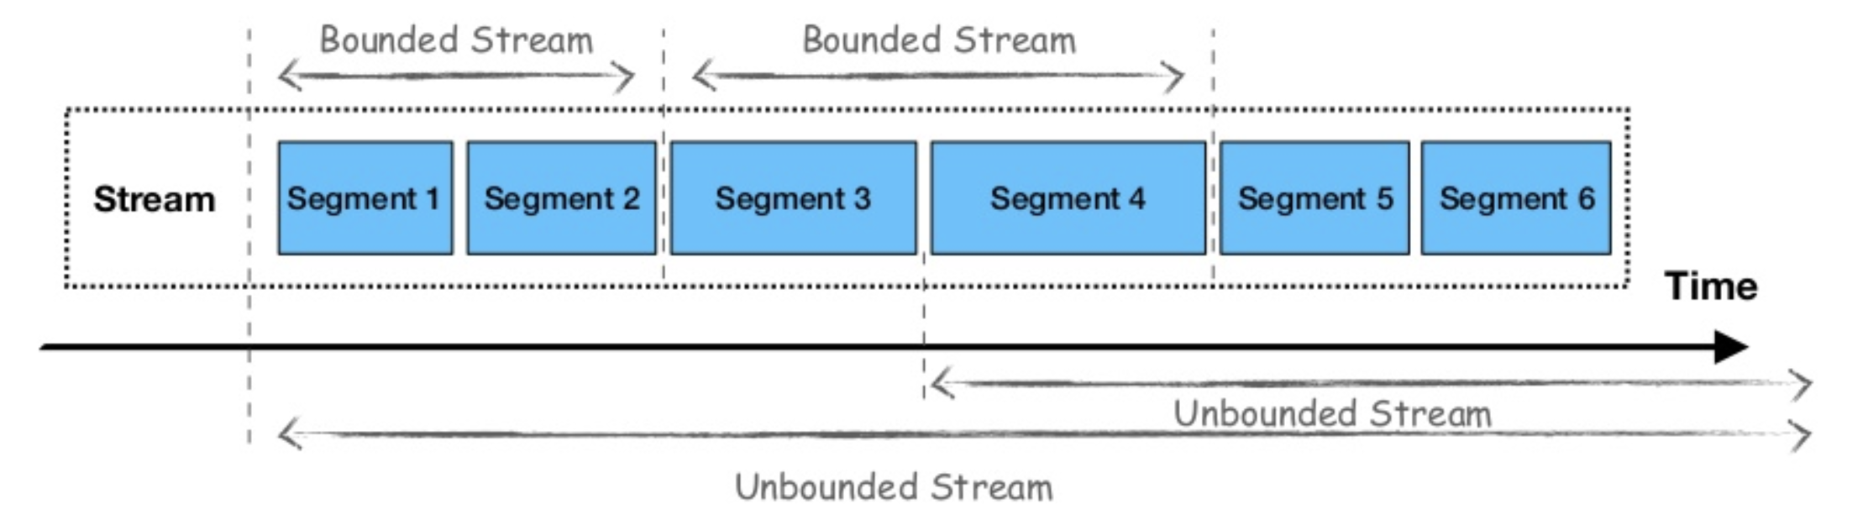 Bounded Stream
Bounded Stream
Stream
Segment 1
Segment 2
Segment 3
Segment 4
Segment 5
Segment 6
Time
Unbounded Stream
Unbounded Stream